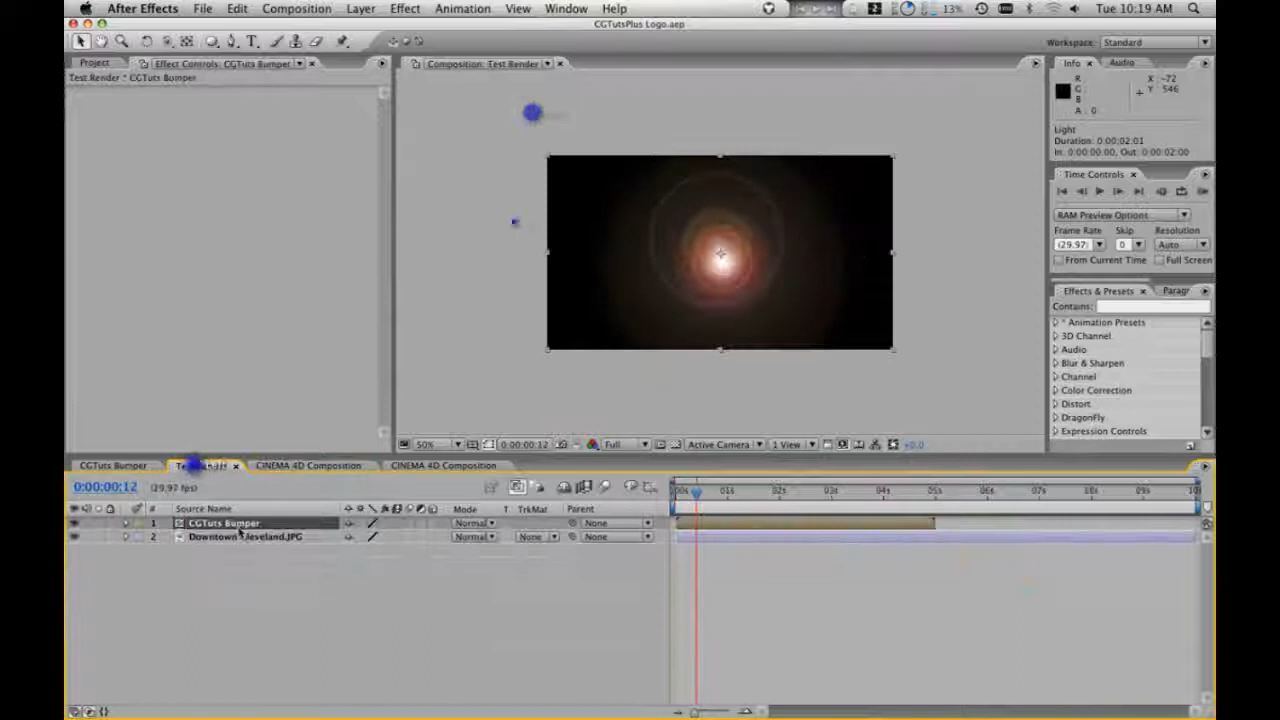 After Effects File Edit Composition Layer Effect Animation View Window Help 13% Tue 10:19 AM
CGTutsPlus Logo.aep
Workspace: Standard
Project Effect Controls: CGTuts Bumper Composition: Test Render Info Audio
Test Render * CGTuts Bumper
R : X : -72
G : Y : 546
B :
A : 0
Light
Duration: 0:00:02:01
In: 0:00:00:00, Out: 0:00:02:00
Time Controls
RAM Preview Options
Frame Rate Skip Resolution
(29.97) 0 Auto
From Current Time Full Screen
Effects & Presets Paragr
Contains:
* Animation Presets
3D Channel
Audio
Blur & Sharpen
Channel
Color Correction
Distort
DragonFly
Expression Controls
50% 0:00:00:12 Full Active Camera 1 View +0.0
CGTuts Bumper CINEMA 4D Composition CINEMA 4D Composition
0:00:00:12 (29.97 fps)
:00s 01s 02s 03s 04s 05s 06s 07s 08s 09s 10s
# Source Name Mode T TrkMat Parent
1 CGTuts Bumper Normal None
2 Downtown Cleveland.JPG Normal None None